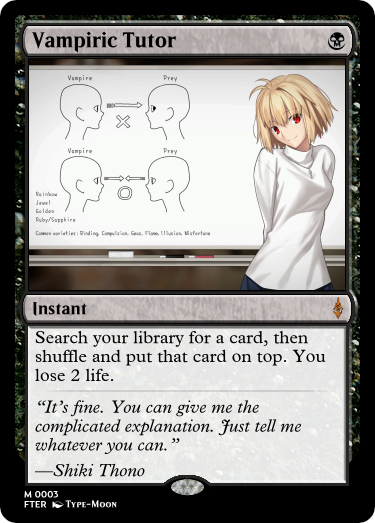 Vampiric Tutor
Vampire Prey
Vampire Prey
Rainbow
Jewel
Golden
Ruby/Sapphire
Common varieties: Binding, Compulsion, Geas, Flame, Illusion, Misfortune
Instant
Search your library for a card, then
shuffle and put that card on top. You
lose 2 life.
“It’s fine. You can give me the
complicated explanation. Just tell me
whatever you can.”
—Shiki Thono
M 0003
FTER Type-Moon